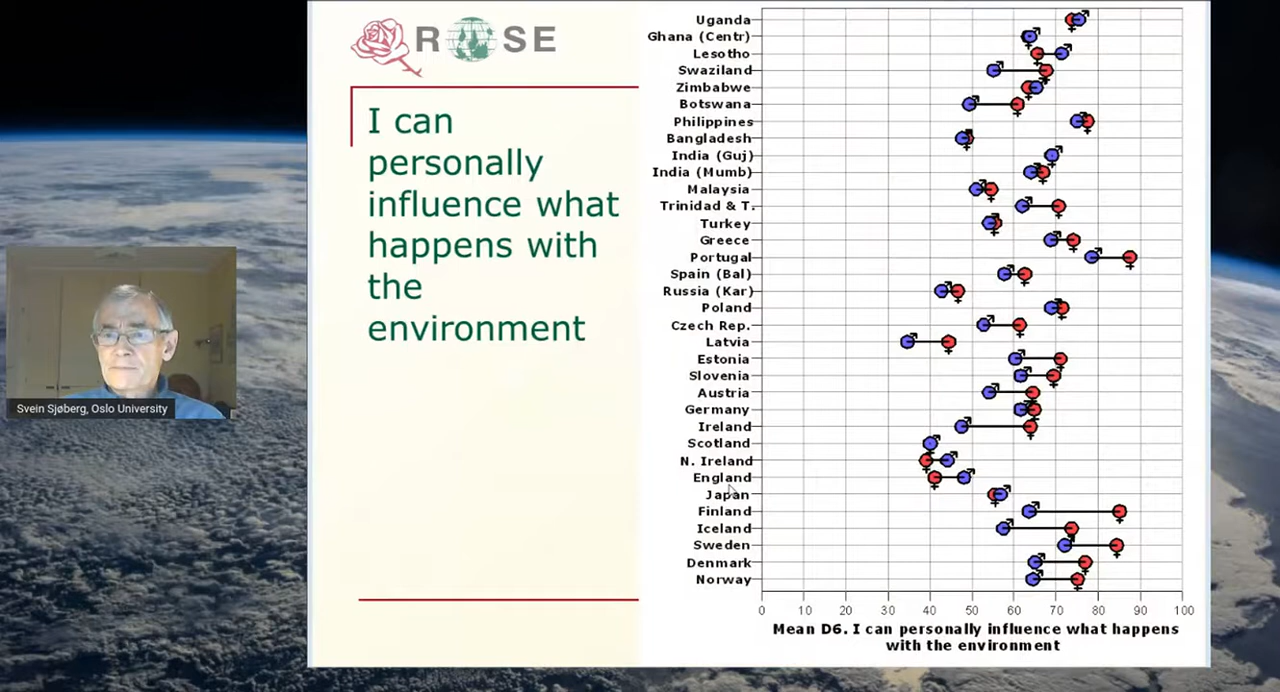 R SE
I can
personally
influence what
happens with
the
environment
Svein Sjøberg, Oslo University
Uganda
Ghana (Centr)
Lesotho
Swaziland
Zimbabwe
Botswana
Philippines
Bangladesh
India (Guj)
India (Mumb)
Malaysia
Trinidad & T.
Turkey
Greece
Portugal
Spain (Bal)
Russia (Kar)
Poland
Czech Rep.
Latvia
Estonia
Slovenia
Austria
Germany
Ireland
Scotland
N. Ireland
England
Japan
Finland
Iceland
Sweden
Denmark
Norway
0 10 20 30 40 50 60 70 80 90 100
Mean D6. I can personally influence what happens
with the environment